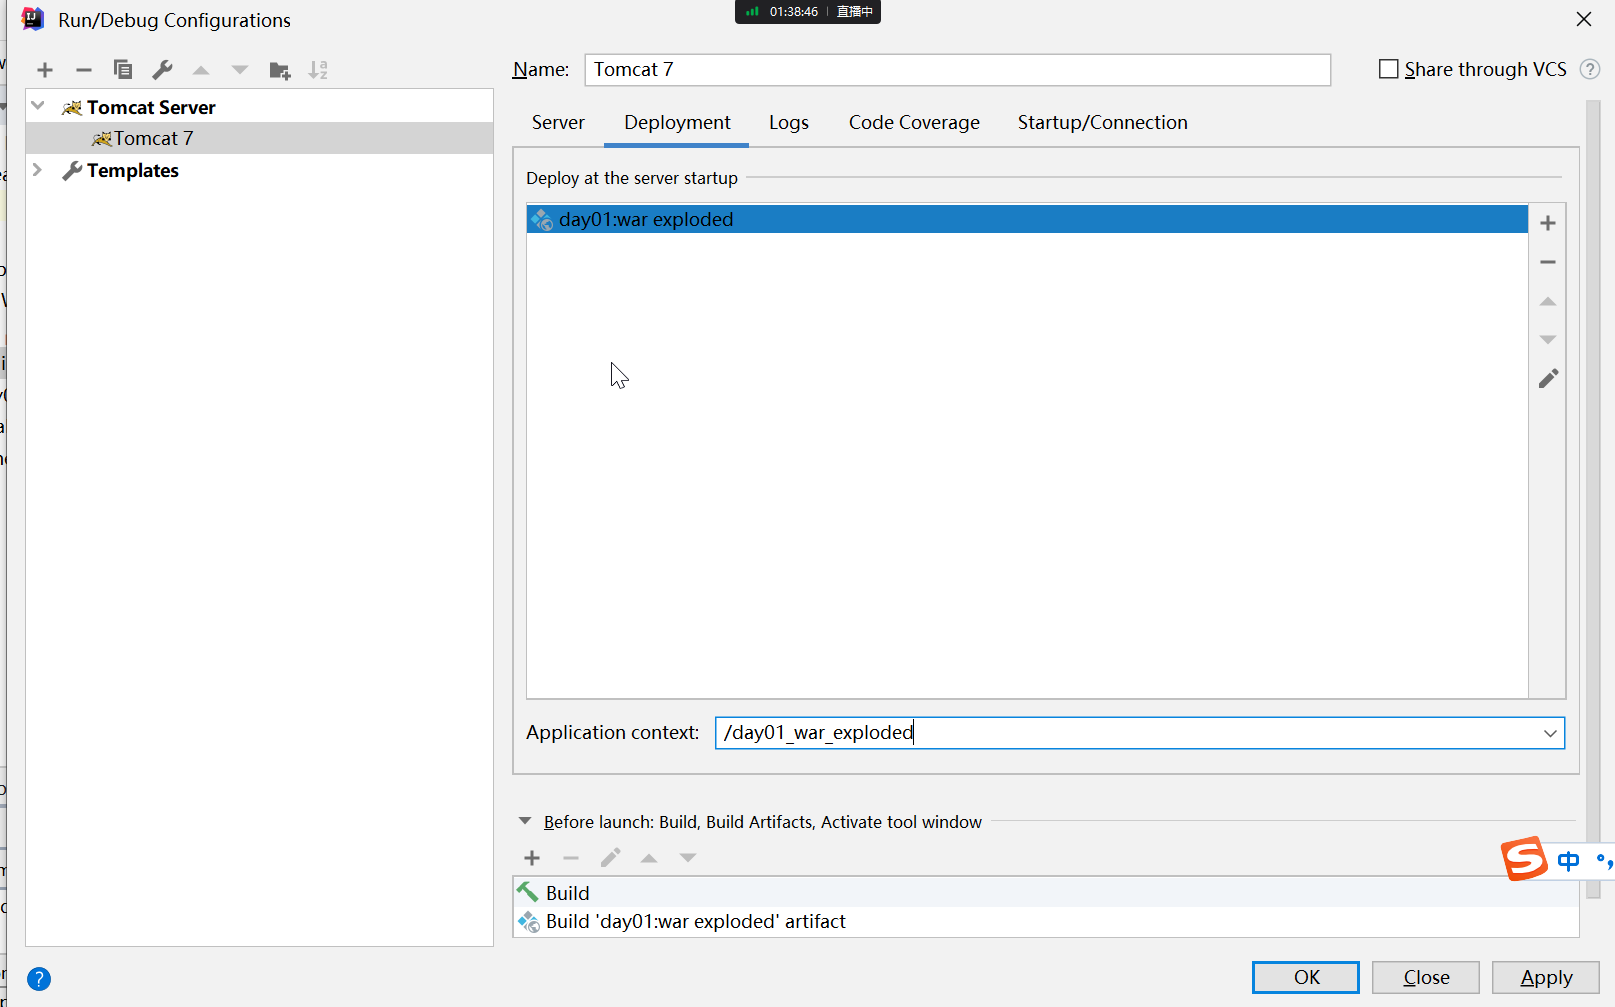 Run/Debug Configurations
01:38:46 直播中
Name: Tomcat 7
Share through VCS
?
Tomcat Server
Tomcat 7
Templates
Server Deployment Logs Code Coverage Startup/Connection
Deploy at the server startup
day01:war exploded
Application context: /day01_war_exploded
Before launch: Build, Build Artifacts, Activate tool window
Build
Build 'day01:war exploded' artifact
S 中 °,
? OK Close Apply